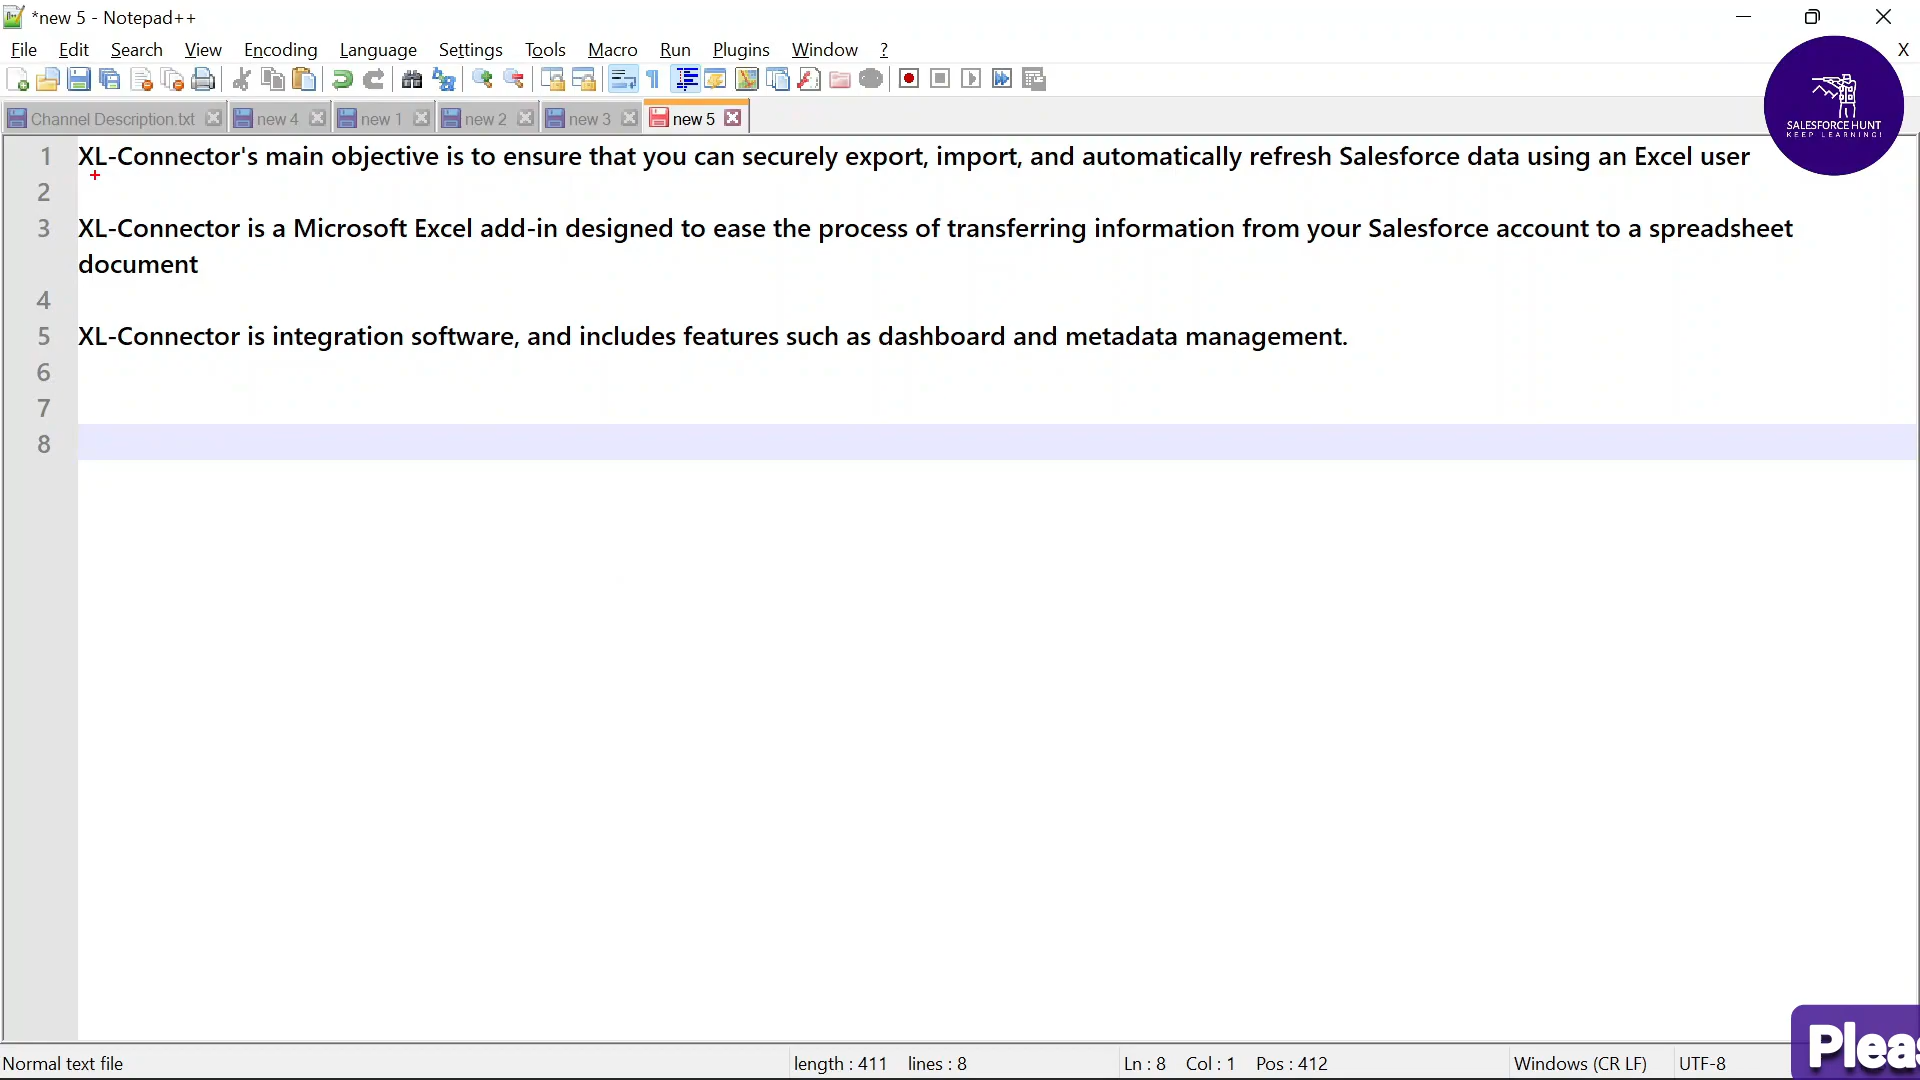 *new 5 - Notepad++
File Edit Search View Encoding Language Settings Tools Macro Run Plugins Window ? X
Channel Description.txt new 4 new 1 new 2 new 3 new 5
SALESFORCE HUNT
KEEP LEARNING!
1 XL-Connector's main objective is to ensure that you can securely export, import, and automatically refresh Salesforce data using an Excel user
2
3 XL-Connector is a Microsoft Excel add-in designed to ease the process of transferring information from your Salesforce account to a spreadsheet
document
4
5 XL-Connector is integration software, and includes features such as dashboard and metadata management.
6
7
8
Normal text file length : 411 lines : 8 Ln : 8 Col : 1 Pos : 412 Windows (CR LF) UTF-8